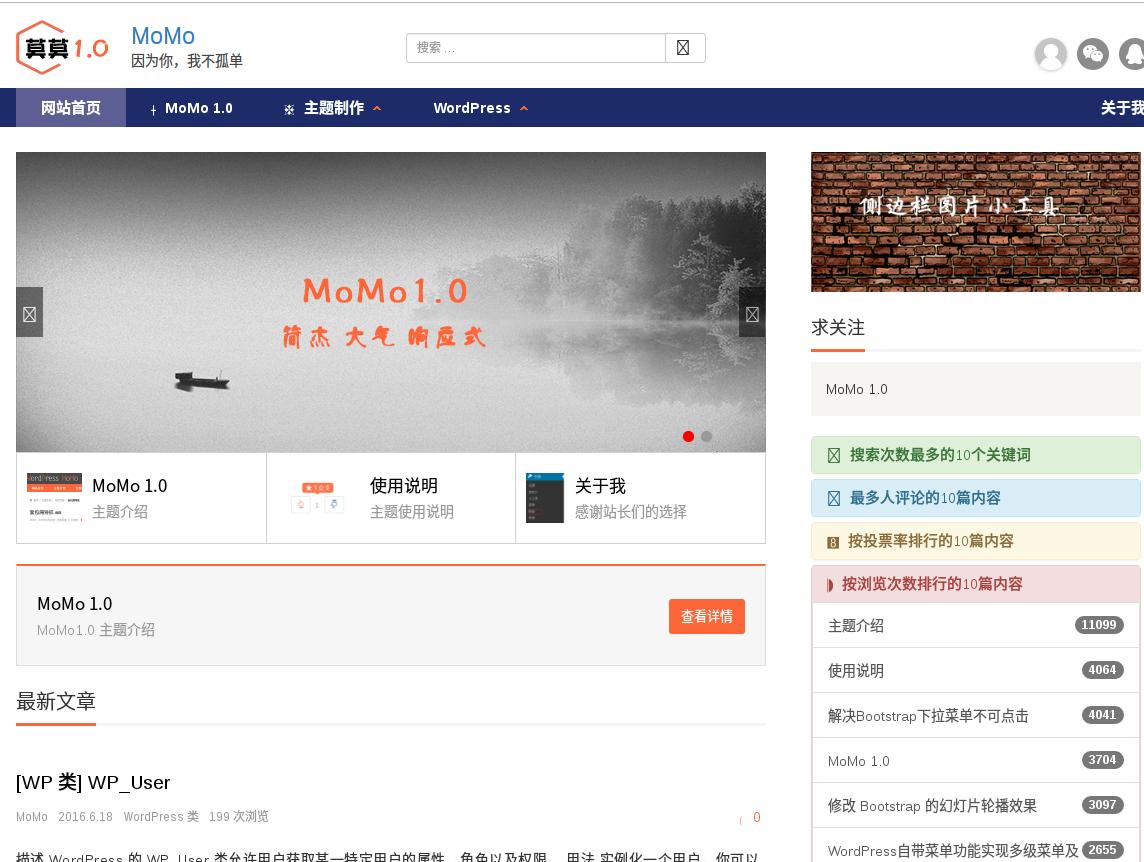 莫莫1.0
MoMo
因为你，我不孤单
搜索 …
网站首页
MoMo 1.0
主题制作
WordPress
关于我
MoMo1.0
简杰 大气 响应式
侧边栏图片小工具
求关注
MoMo 1.0
MoMo 1.0
主题介绍
使用说明
主题使用说明
关于我
感谢站长们的选择
搜索次数最多的10个关键词
最多人评论的10篇内容
按投票率排行的10篇内容
按浏览次数排行的10篇内容
主题介绍 11099
使用说明 4064
解决Bootstrap下拉菜单不可点击 4041
MoMo 1.0 3704
修改 Bootstrap 的幻灯片轮播效果 3097
WordPress自带菜单功能实现多级菜单及 2655
MoMo 1.0
MoMo1.0 主题介绍
查看详情
最新文章
[WP 类] WP_User
MoMo 2016.6.18 WordPress 类 199 次浏览 0
描述 WordPress 的 WP_User 类允许用户获取某一特定用户的属性、角色以及权限。 用法 实例化一个用户，你可以